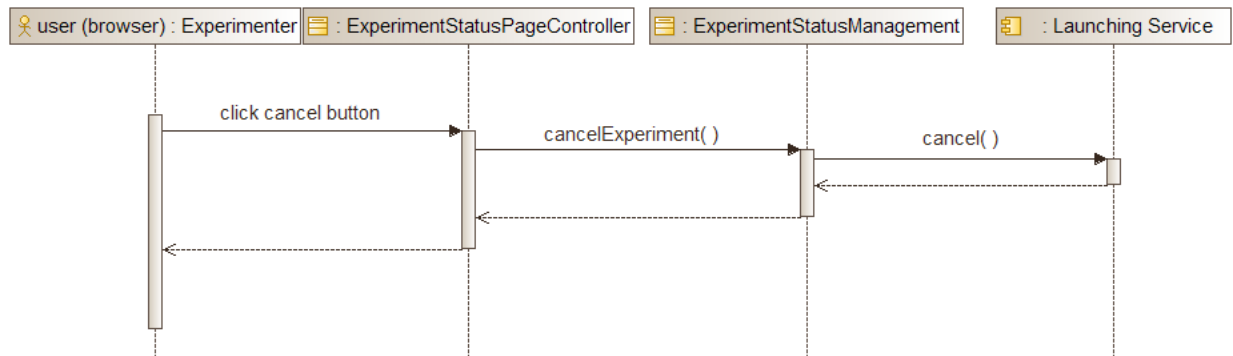 user (browser) : Experimenter
: ExperimentStatusPageController
: ExperimentStatusManagement
: Launching Service
click cancel button
cancelExperiment( )
cancel( )